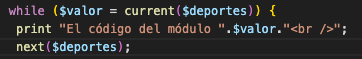 while ($valor = current($deportes)) {
print "El código del módulo ".$valor."<br />";
next($deportes);